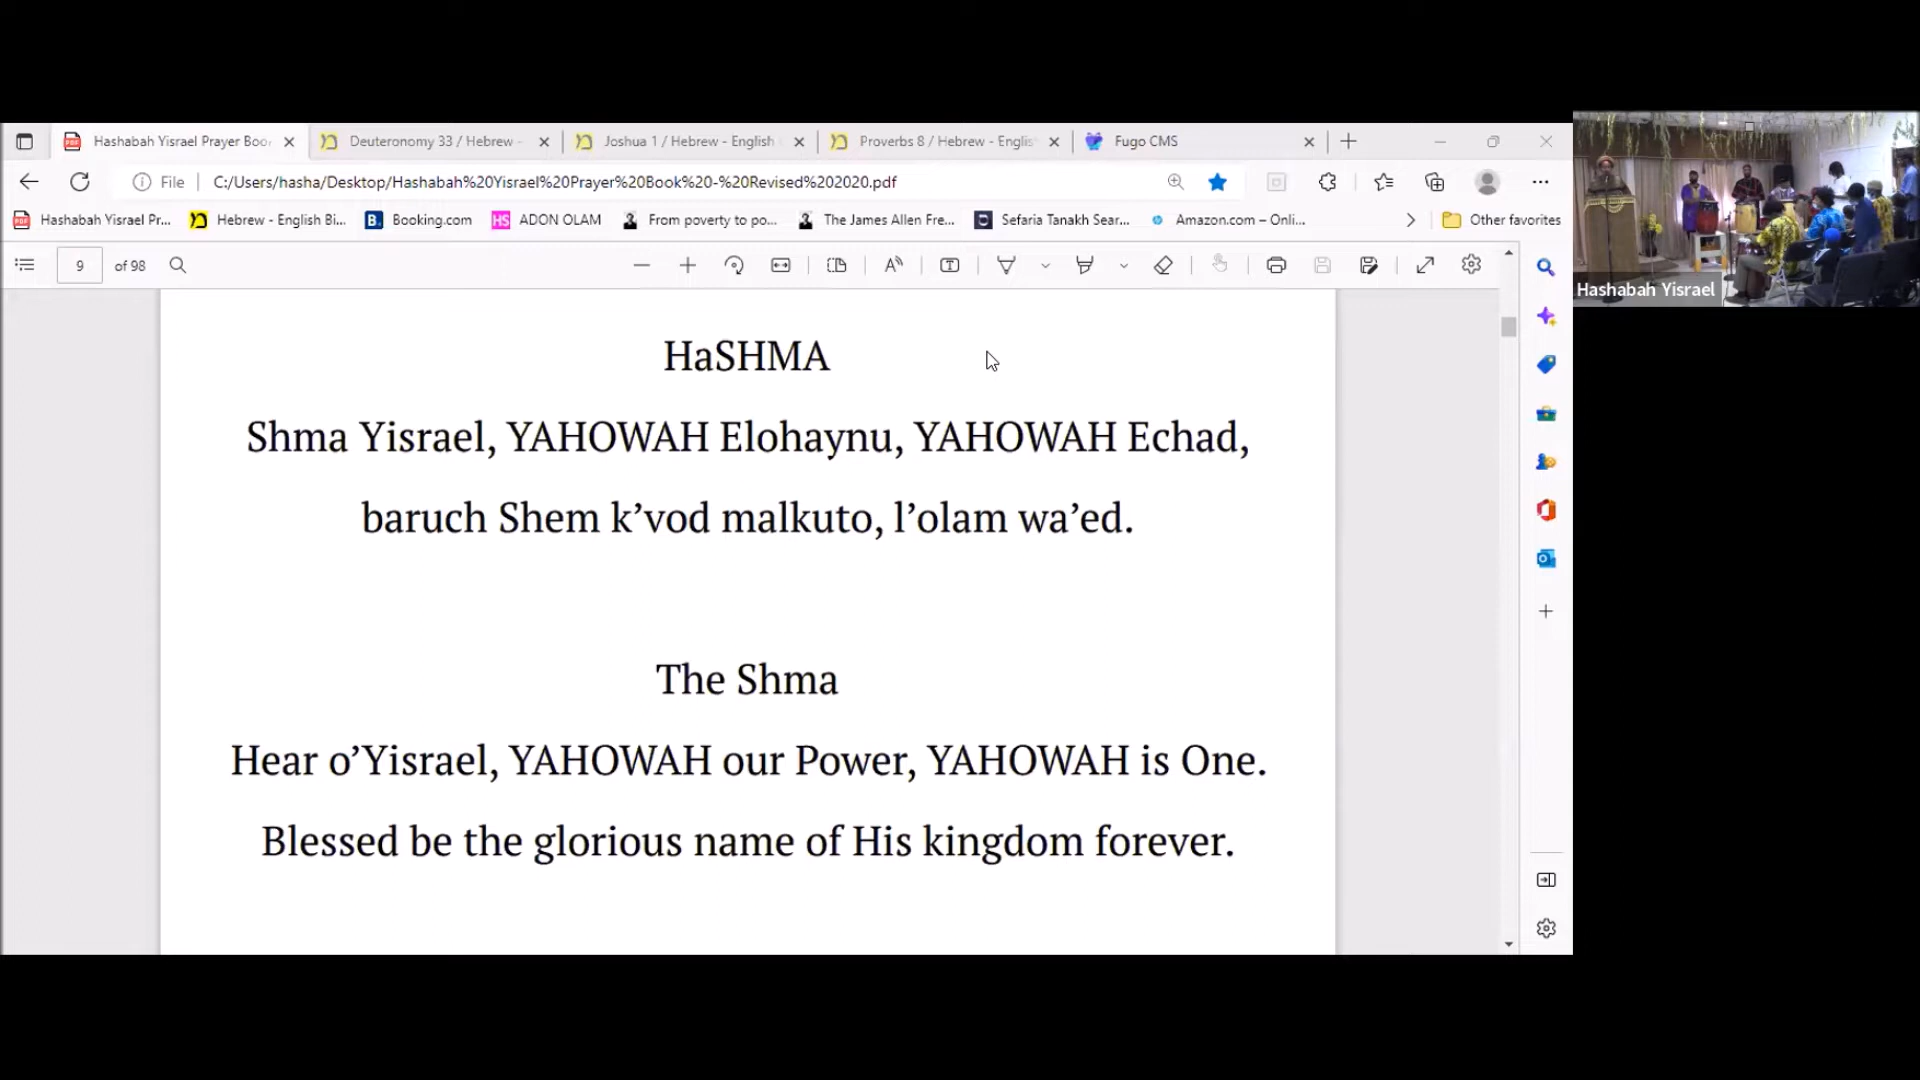 Hashabah Yisrael Prayer Boo
Deuteronomy 33 / Hebrew -
Joshua 1 / Hebrew - English
Proverbs 8 / Hebrew - Englis
Fugo CMS
File
C:/Users/hasha/Desktop/Hashabah%20Yisrael%20Prayer%20Book%20-%20Revised%202020.pdf
Hashabah Yisrael Pr...
Hebrew - English Bi...
B.
Booking.com
HS
ADON OLAM
From poverty to po...
The James Allen Fre...
Sefaria Tanakh Sear...
Amazon.com – Onli...
Other favorites
9
of 98
HaSHMA
Shma Yisrael, YAHOWAH Elohaynu, YAHOWAH Echad,
baruch Shem k’vod malkuto, l’olam wa’ed.
The Shma
Hear o’Yisrael, YAHOWAH our Power, YAHOWAH is One.
Blessed be the glorious name of His kingdom forever.
Hashabah Yisrael